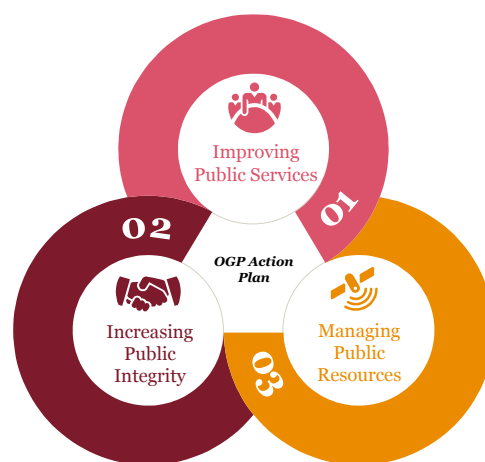 Improving
Public Services
01
02
OGP Action
Plan
Increasing
Public
Integrity
Managing
Public
Resources
03